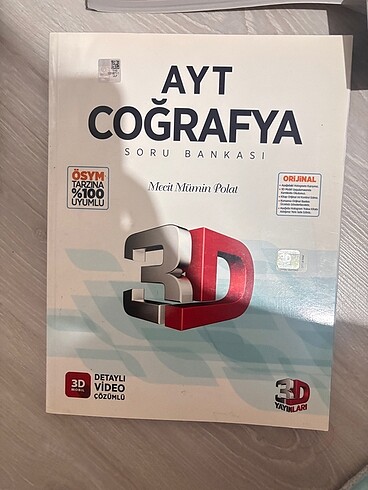 AYT
COĞRAFYA
SORU BANKASI
Mecit Mümin Polat
ÖSYM
TARZINA
%100
UYUMLU
ORİJİNAL
3D
3D
MOBİL
DETAYLI
VİDEO
ÇÖZÜMLÜ
3D
YAYINLARI